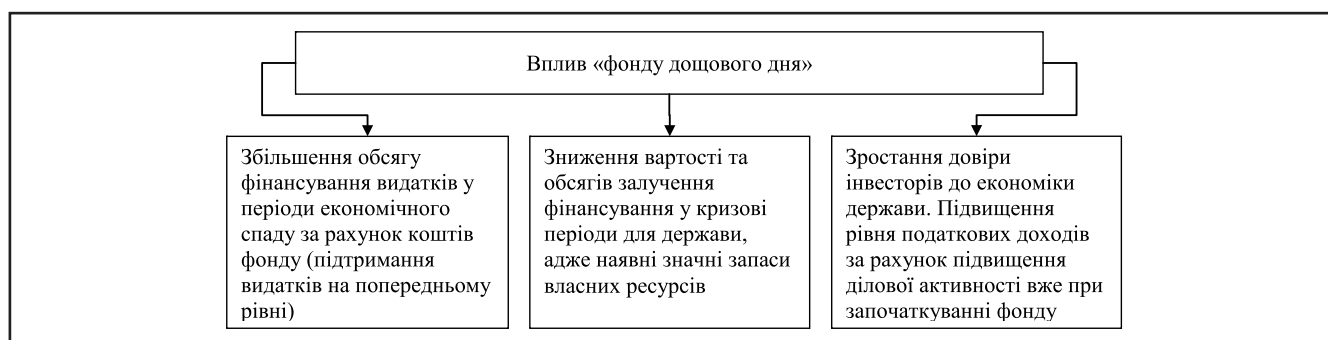 Вплив «фонду дощового дня»
Збільшення обсягу
фінансування видатків у
періоди економічного
спаду за рахунок коштів
фонду (підтримання
видатків на попередньому
рівні)
Зниження вартості та
обсягів залучення
фінансування у кризові
періоди для держави,
адже наявні значні запаси
власних ресурсів
Зростання довіри
інвесторів до економіки
держави. Підвищення
рівня податкових доходів
за рахунок підвищення
ділової активності вже при
започаткуванні фонду